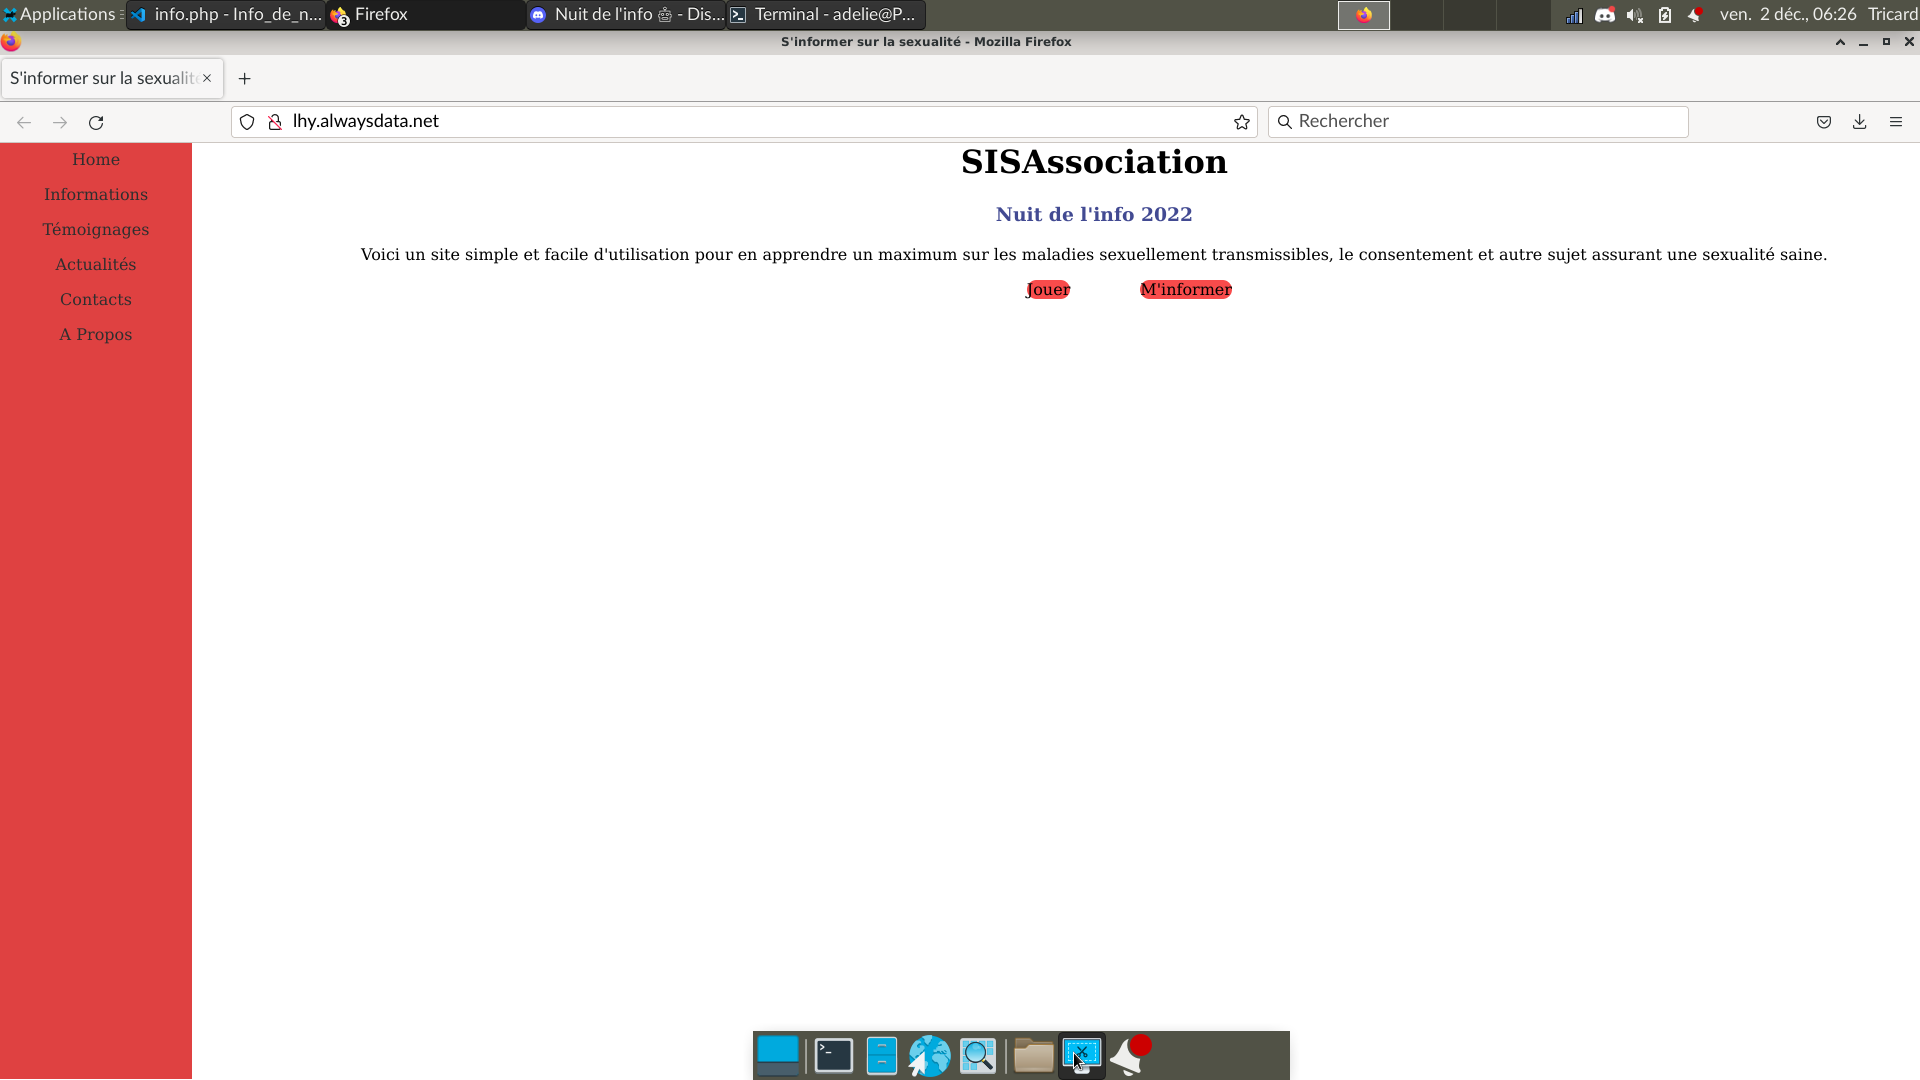 Applications
info.php - Info_de_n...
Firefox
Nuit de l'info - Dis...
Terminal - adelie@P...
ven. 2 déc., 06:26
Tricard
S'informer sur la sexualité - Mozilla Firefox
S'informer sur la sexualité
lhy.alwaysdata.net
Rechercher
Home
Informations
Témoignages
Actualités
Contacts
A Propos
SISAssociation
Nuit de l'info 2022
Voici un site simple et facile d'utilisation pour en apprendre un maximum sur les maladies sexuellement transmissibles, le consentement et autre sujet assurant une sexualité saine.
Jouer
M'informer